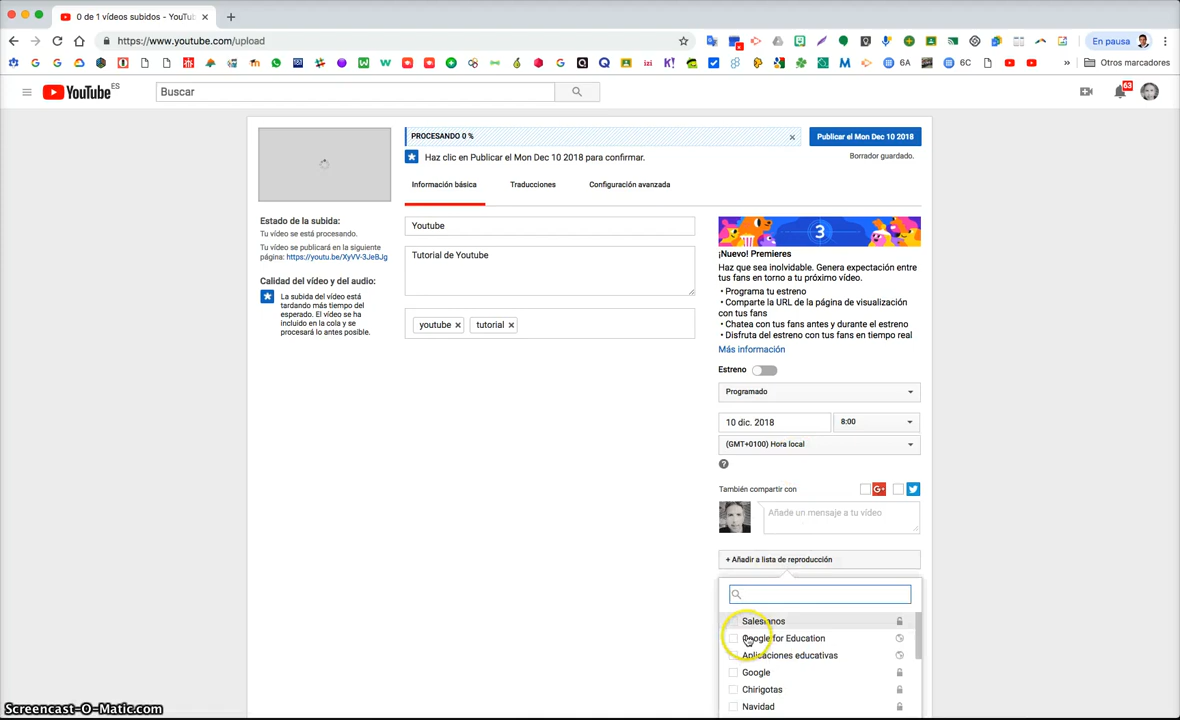 0 de 1 vídeos subidos - YouTu
https://www.youtube.com/upload
En pausa
izi K! 6A 6C Otros marcadores
YouTube ES
Buscar
63
PROCESANDO 0 %
Publicar el Mon Dec 10 2018
Haz clic en Publicar el Mon Dec 10 2018 para confirmar.
Borrador guardado.
Información básica
Traducciones
Configuración avanzada
Estado de la subida:
Tu vídeo se está procesando.
Tu vídeo se publicará en la siguiente
página: https://youtu.be/XyVV-3JeBJg
Calidad del vídeo y del audio:
La subida del vídeo está
tardando más tiempo del
esperado. El vídeo se ha
incluido en la cola y se
procesará lo antes posible.
Youtube
Tutorial de Youtube
youtube
tutorial
3
¡Nuevo! Premieres
Haz que sea inolvidable. Genera expectación entre
tus fans en torno a tu próximo vídeo.
• Programa tu estreno
• Comparte la URL de la página de visualización
con tus fans
• Chatea con tus fans antes y durante el estreno
• Disfruta del estreno con tus fans en tiempo real
Más información
Estreno
Programado
10 dic. 2018
8:00
(GMT+0100) Hora local
También compartir con
G+
Añade un mensaje a tu vídeo
+ Añadir a lista de reproducción
Salesianos
Google for Education
Aplicaciones educativas
Google
Chirigotas
Navidad
Screencast-O-Matic.com